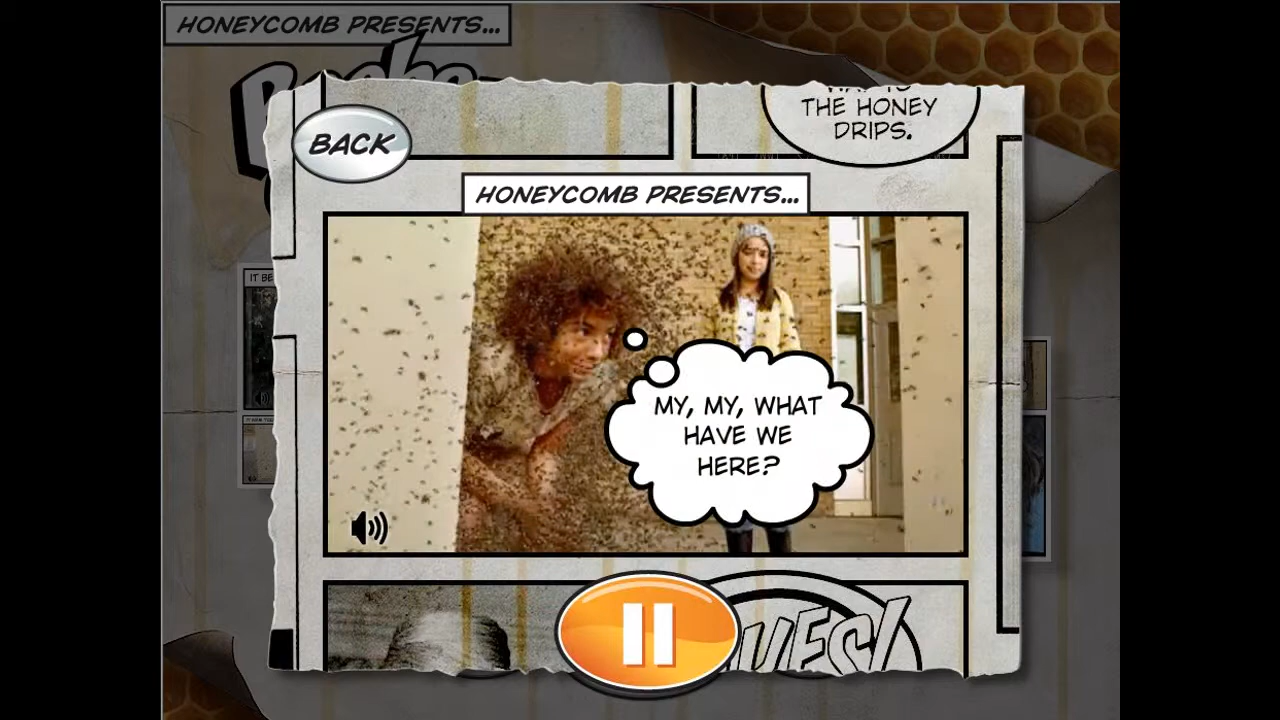 HONEYCOMB PRESENTS...
BACK
THE HONEY
DRIPS.
HONEYCOMB PRESENTS...
MY, MY, WHAT
HAVE WE
HERE?